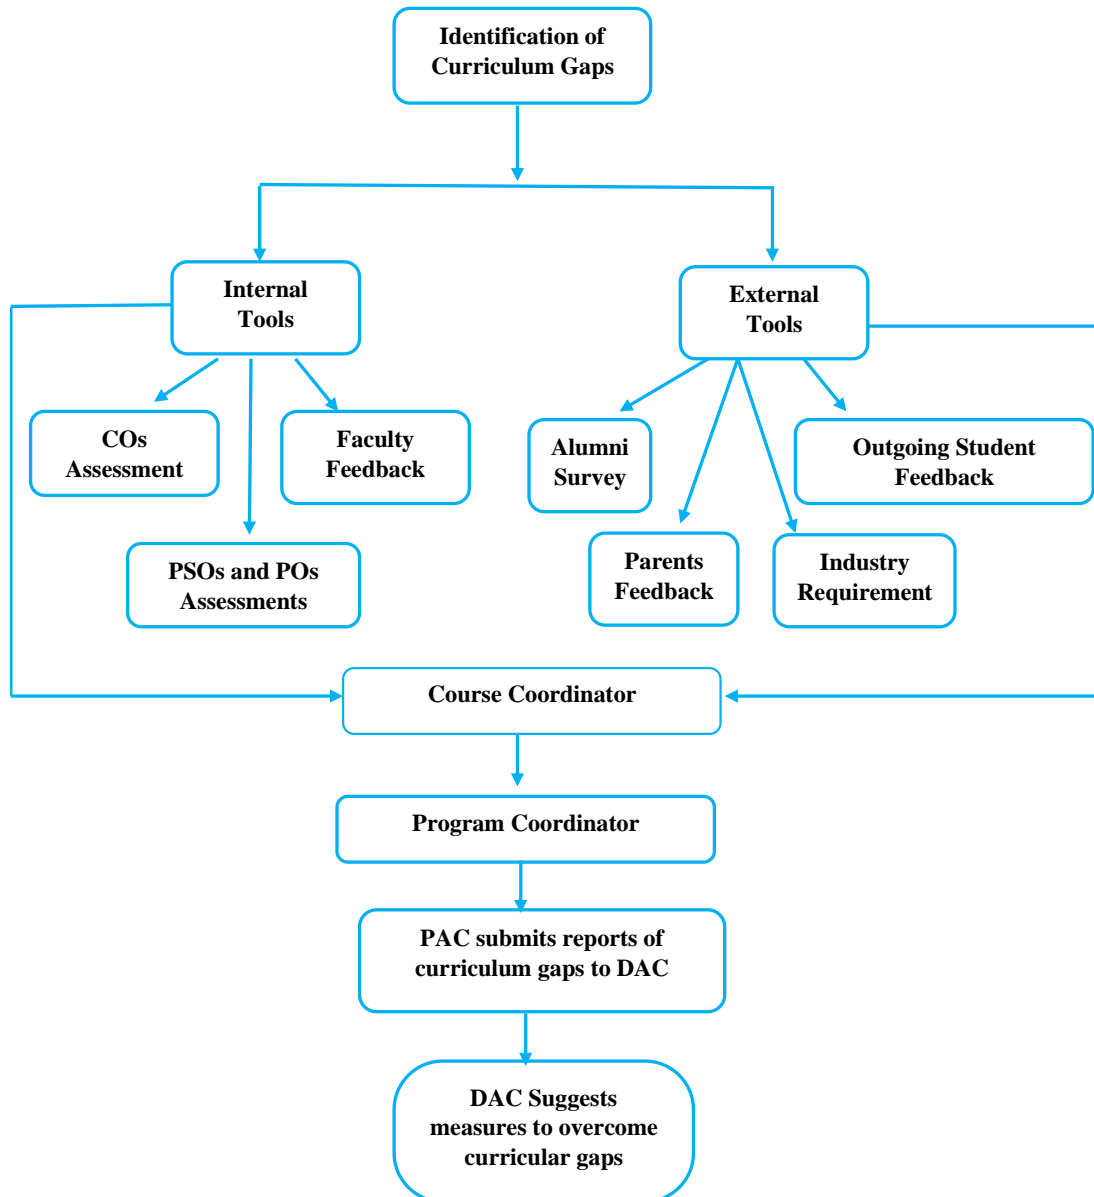 Identification of
Curriculum Gaps
Internal
Tools
External
Tools
COs
Assessment
Faculty
Feedback
Alumni
Survey
Outgoing Student
Feedback
PSOs and POs
Assessments
Parents
Feedback
Industry
Requirement
Course Coordinator
Program Coordinator
PAC submits reports of
curriculum gaps to DAC
DAC Suggests
measures to overcome
curricular gaps